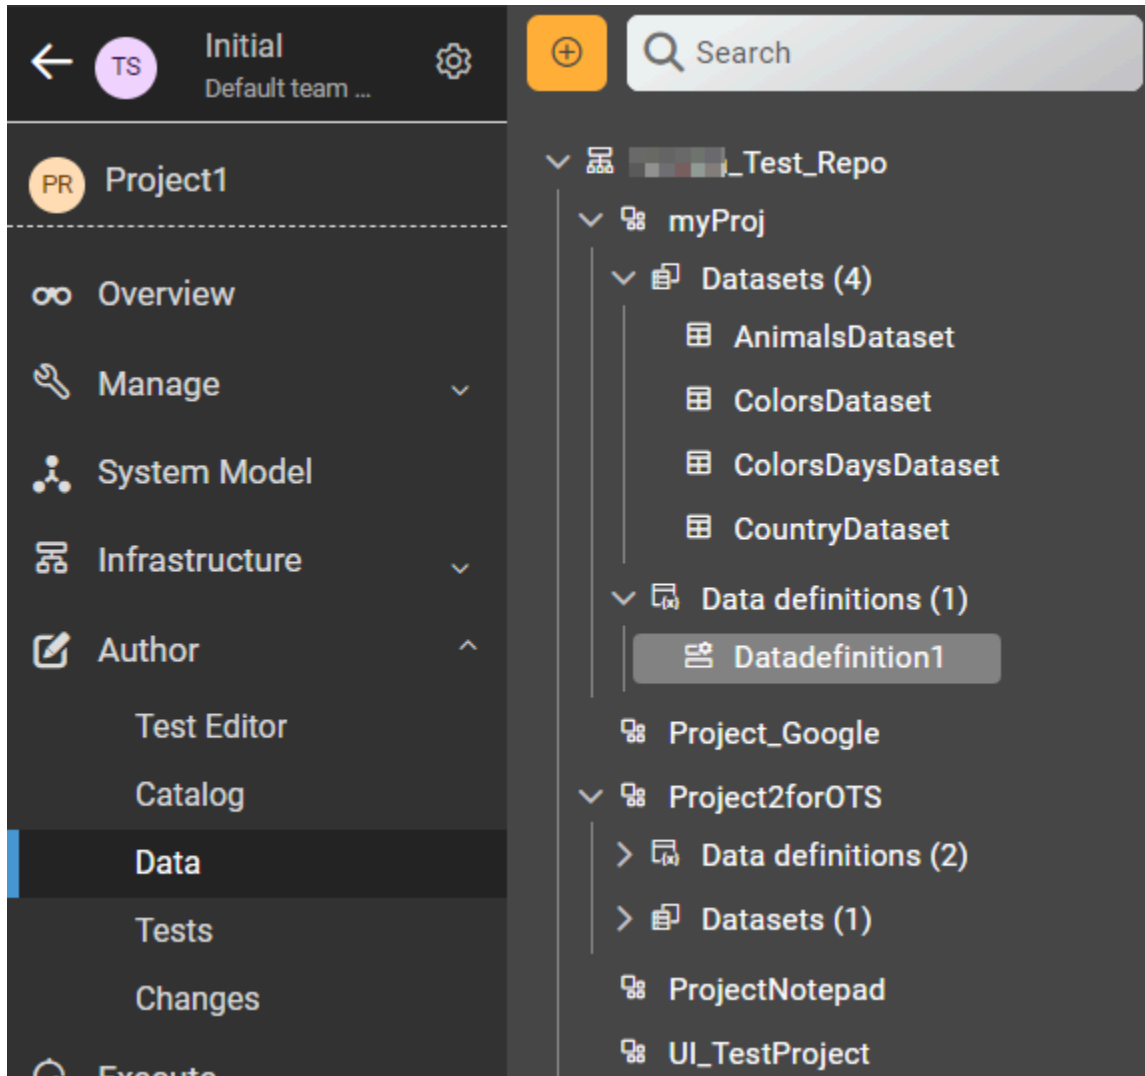 TS
Initial
Default team ...
PR
Project1
Overview
Manage
System Model
Infrastructure
Author
Test Editor
Catalog
Data
Tests
Changes
Execute
Search
_Test_Repo
myProj
Datasets (4)
AnimalsDataset
ColorsDataset
ColorsDaysDataset
CountryDataset
Data definitions (1)
Datadefinition1
Project_Google
Project2forOTS
Data definitions (2)
Datasets (1)
ProjectNotepad
UI_TestProject